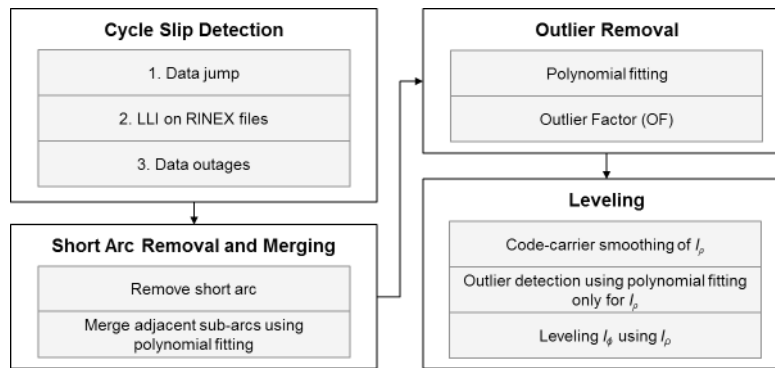 Cycle Slip Detection
1. Data jump
2. LLI on RINEX files
3. Data outages
Short Arc Removal and Merging
Remove short arc
Merge adjacent sub-arcs using
polynomial fitting
Outlier Removal
Polynomial fitting
Outlier Factor (OF)
Leveling
Code-carrier smoothing of Iρ
Outlier detection using polynomial fitting
only for Iρ
Leveling Iϕ using Iρ